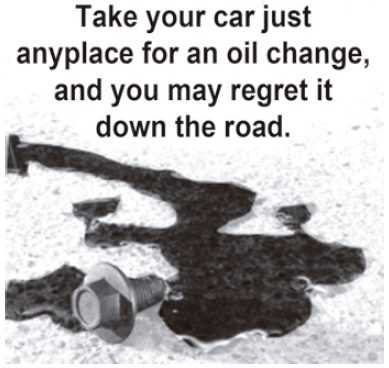 Take your car just
anyplace for an oil change,
and you may regret it
down the road.